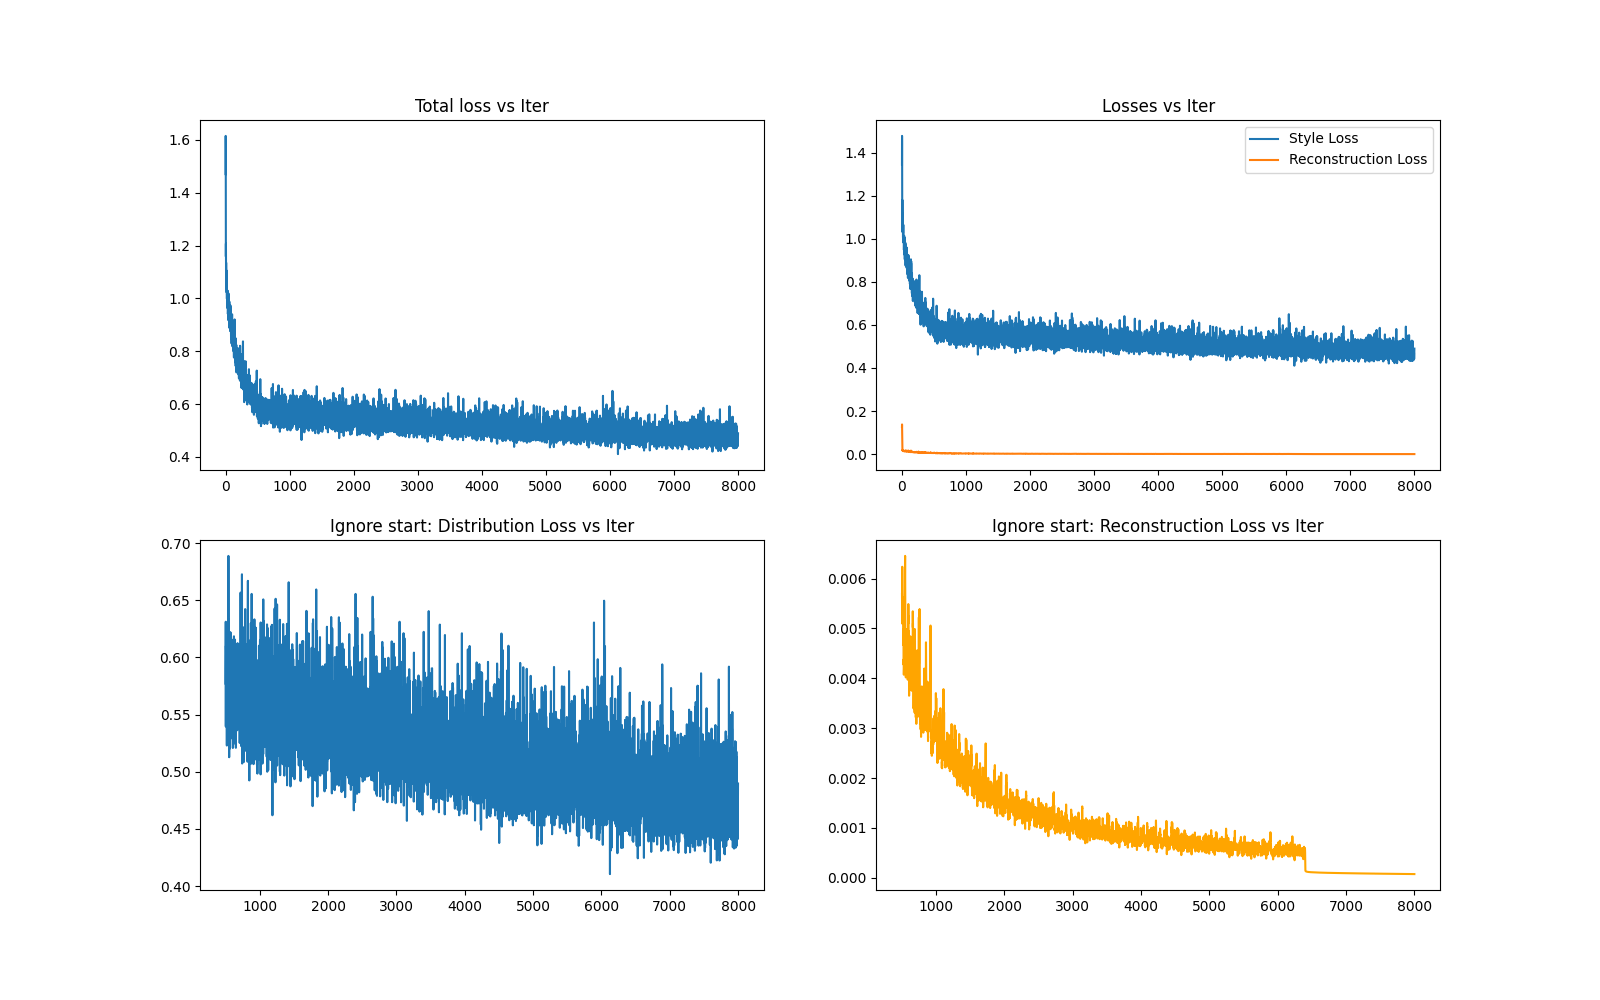 Total loss vs Iter
1.6
1.4
1.2
1.0
0.8
0.6
0.4
0 1000 2000 3000 4000 5000 6000 7000 8000
Losses vs Iter
Style Loss
Reconstruction Loss
1.4
1.2
1.0
0.8
0.6
0.4
0.2
0.0
0 1000 2000 3000 4000 5000 6000 7000 8000
Ignore start: Distribution Loss vs Iter
0.70
0.65
0.60
0.55
0.50
0.45
0.40
1000 2000 3000 4000 5000 6000 7000 8000
Ignore start: Reconstruction Loss vs Iter
0.006
0.005
0.004
0.003
0.002
0.001
0.000
1000 2000 3000 4000 5000 6000 7000 8000